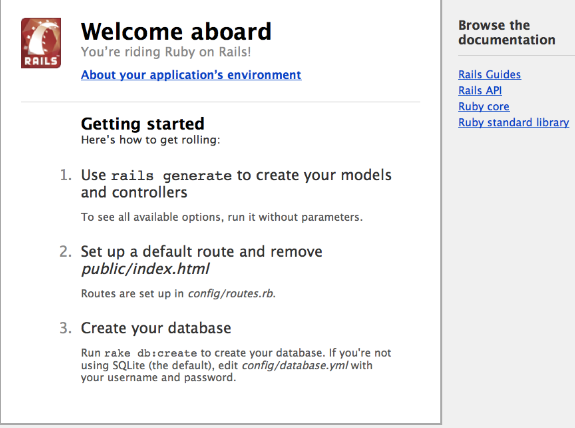 RAILS
Welcome aboard
You're riding Ruby on Rails!
About your application's environment
Getting started
Here's how to get rolling:
1. Use rails generate to create your models
and controllers
To see all available options, run it without parameters.
2. Set up a default route and remove
public/index.html
Routes are set up in config/routes.rb.
3. Create your database
Run rake db:create to create your database. If you're not
using SQLite (the default), edit config/database.yml with
your username and password.
Browse the
documentation
Rails Guides
Rails API
Ruby core
Ruby standard library